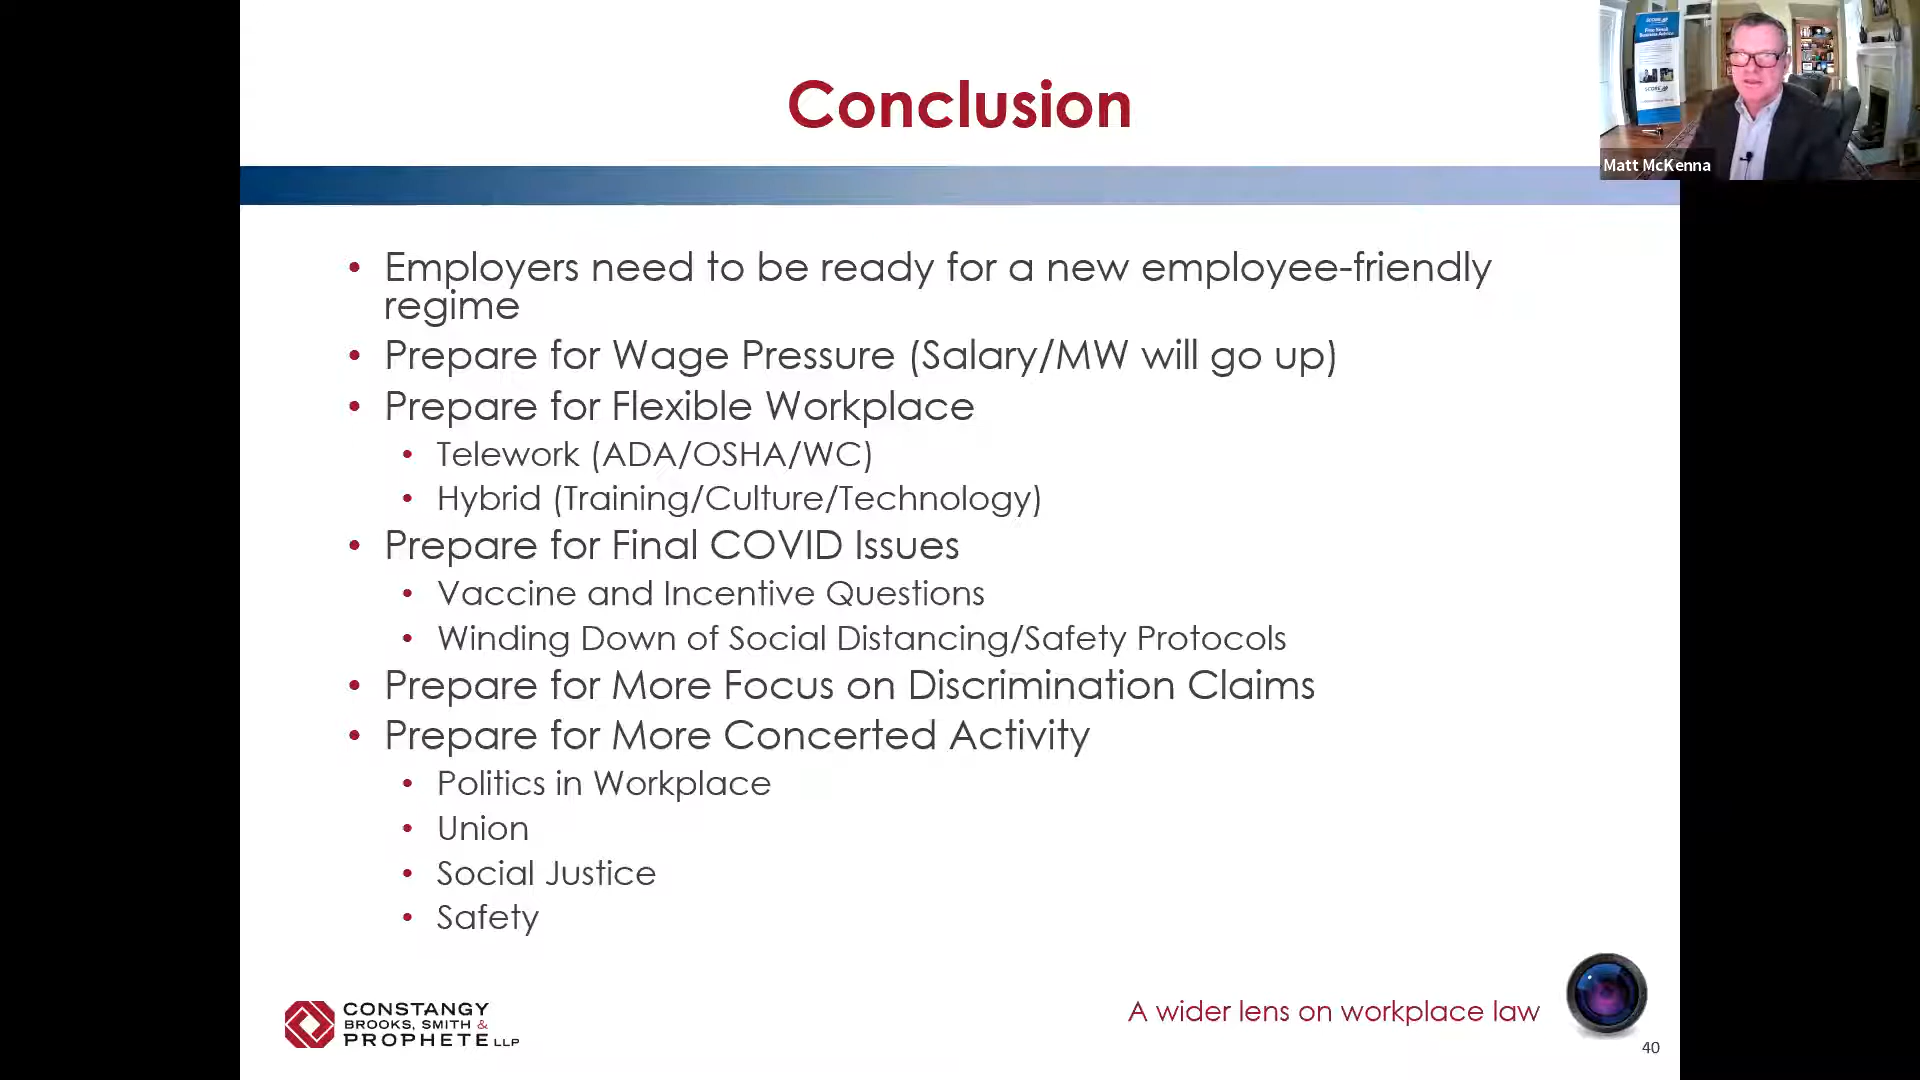 Conclusion
SCORE
Matt McKenna
• Employers need to be ready for a new employee-friendly
regime
• Prepare for Wage Pressure (Salary/MW will go up)
• Prepare for Flexible Workplace
• Telework (ADA/OSHA/WC)
• Hybrid (Training/Culture/Technology)
• Prepare for Final COVID Issues
• Vaccine and Incentive Questions
• Winding Down of Social Distancing/Safety Protocols
• Prepare for More Focus on Discrimination Claims
• Prepare for More Concerted Activity
• Politics in Workplace
• Union
• Social Justice
• Safety
CONSTANGY
BROOKS, SMITH &
PROPHETE LLP
A wider lens on workplace law
40